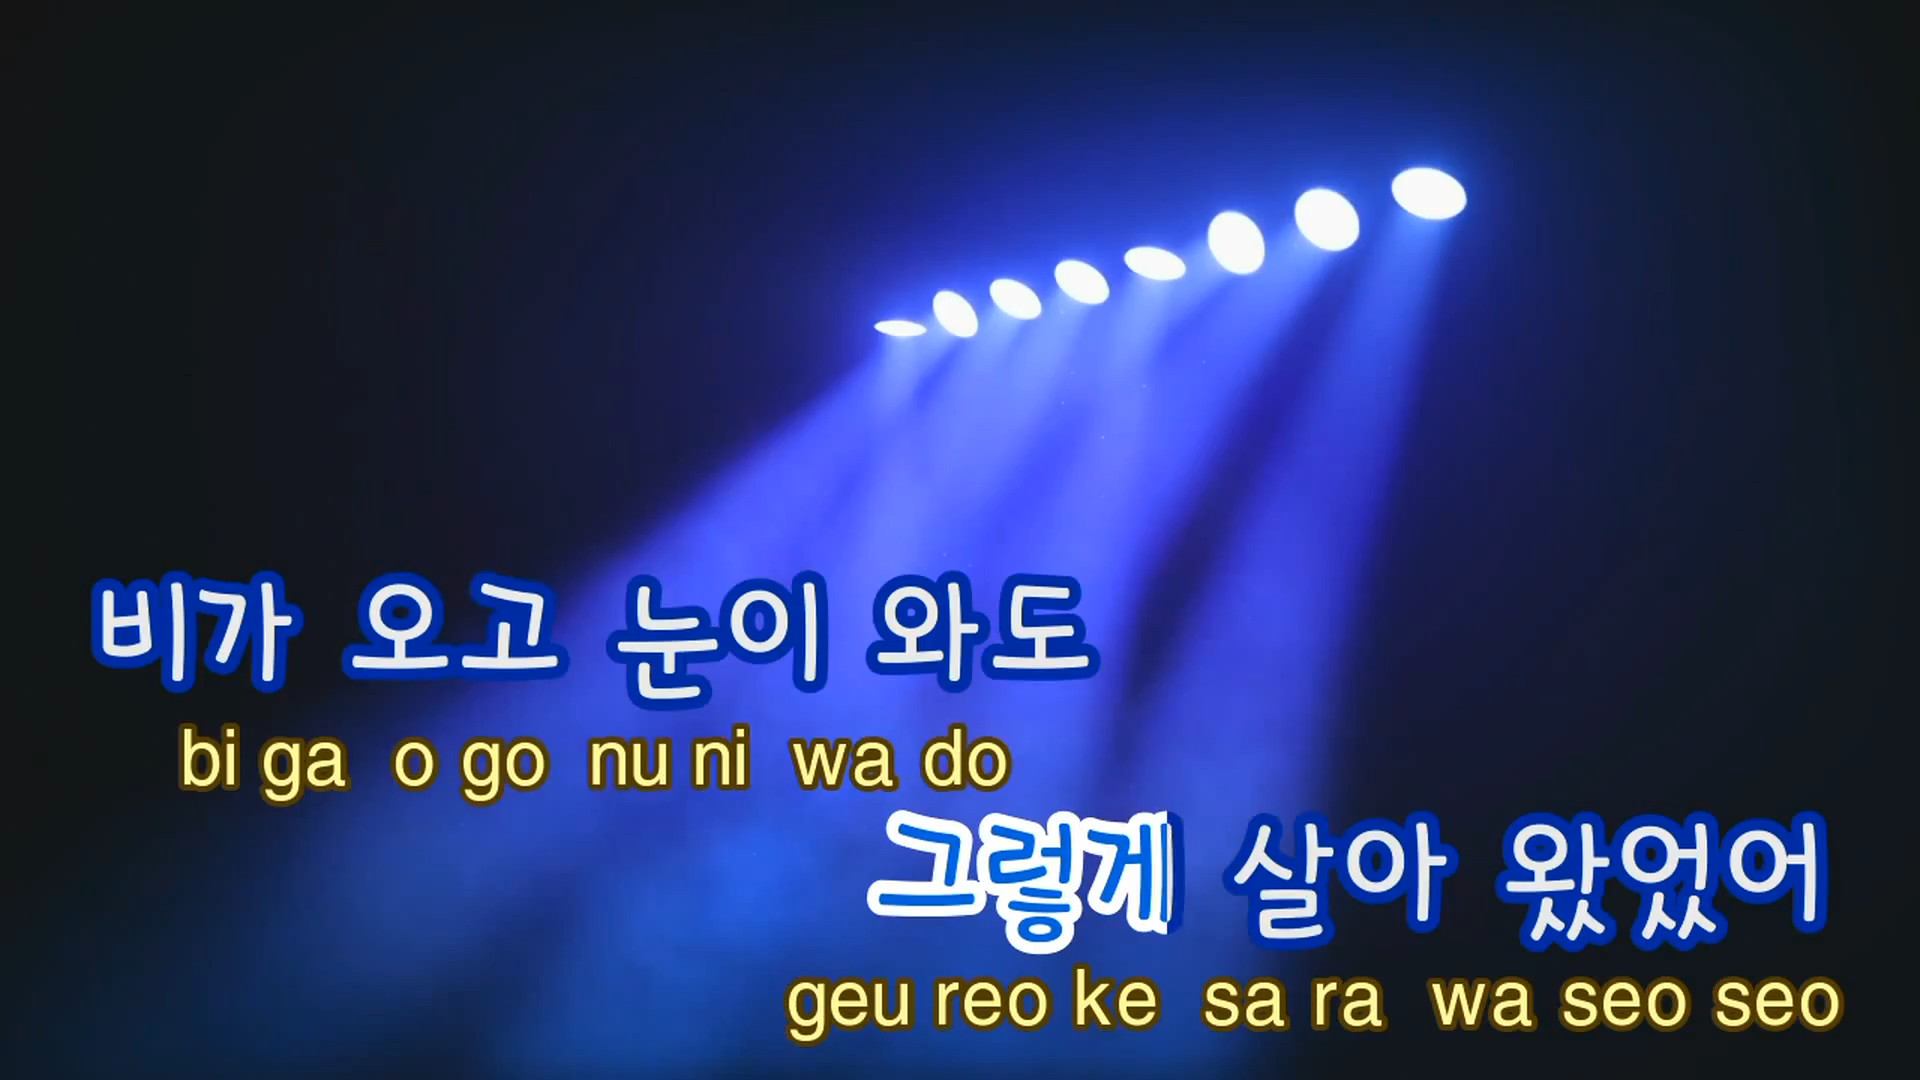 비가 오고 눈이 와도
bi ga o go nu ni wa do
그렇게 살아 왔었어
geu reo ke sa ra wa seo seo